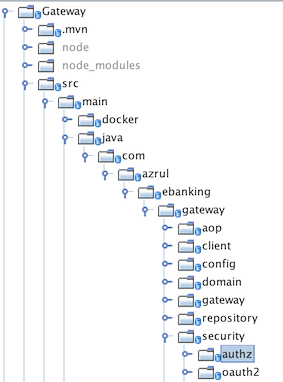 Gateway
.mvn
node
node_modules
src
main
docker
java
com
azrul
ebanking
gateway
aop
client
config
domain
gateway
repository
security
authz
oauth2